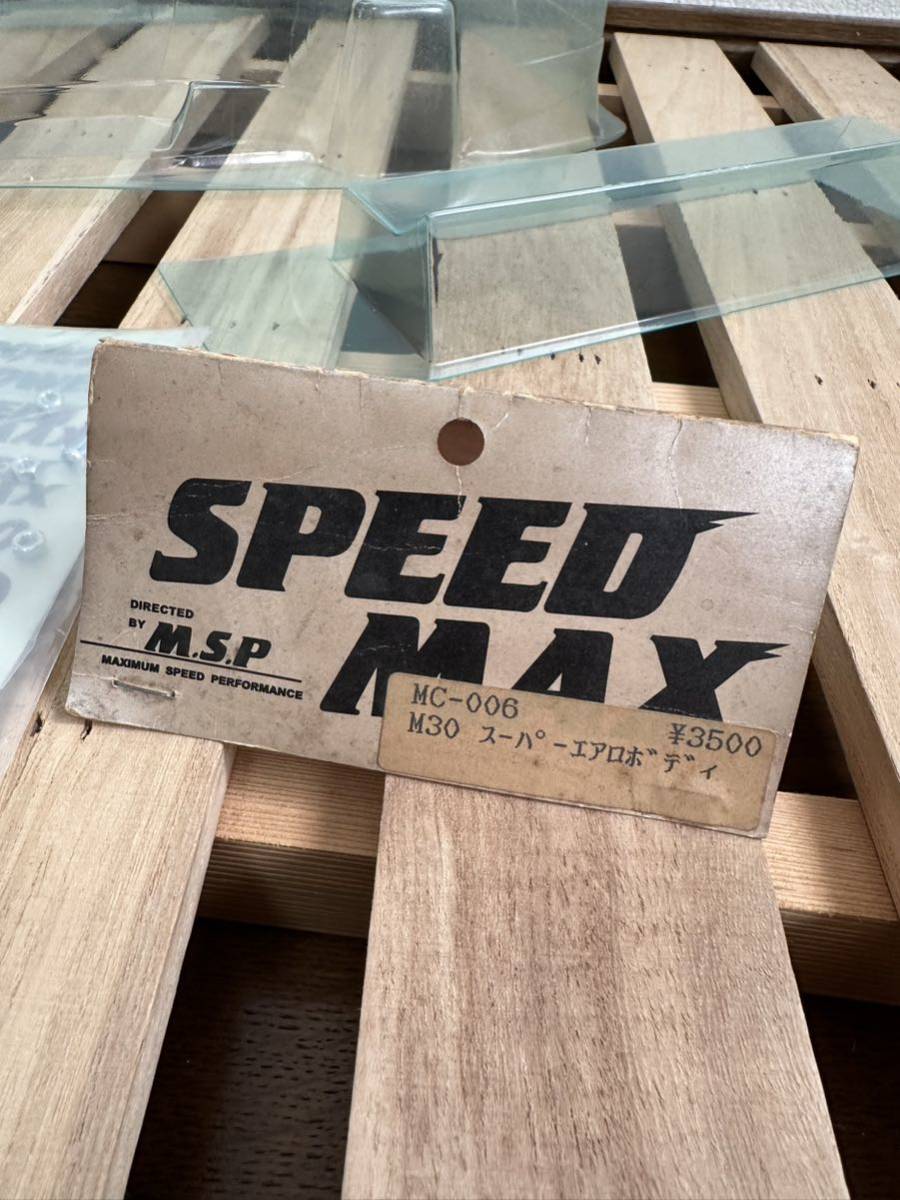 SPEED
MAX
DIRECTED
BY M.S.P
MAXIMUM SPEED PERFORMANCE
MC-006
¥3500
M30 スーパーエアロボディ